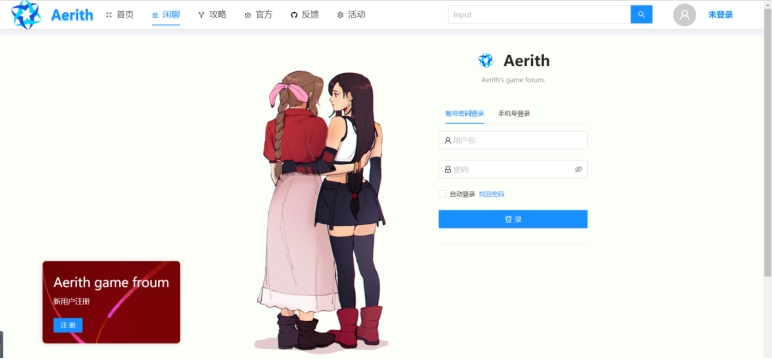 Aerith 首页 闲聊 攻略 官方 反馈 活动 Input 未登录
Aerith
Aerith's game forum.
账号密码登录 手机号登录
用户名:
密码:
自动登录 找回密码
登 录
Aerith game froum
新用户注册
注 册